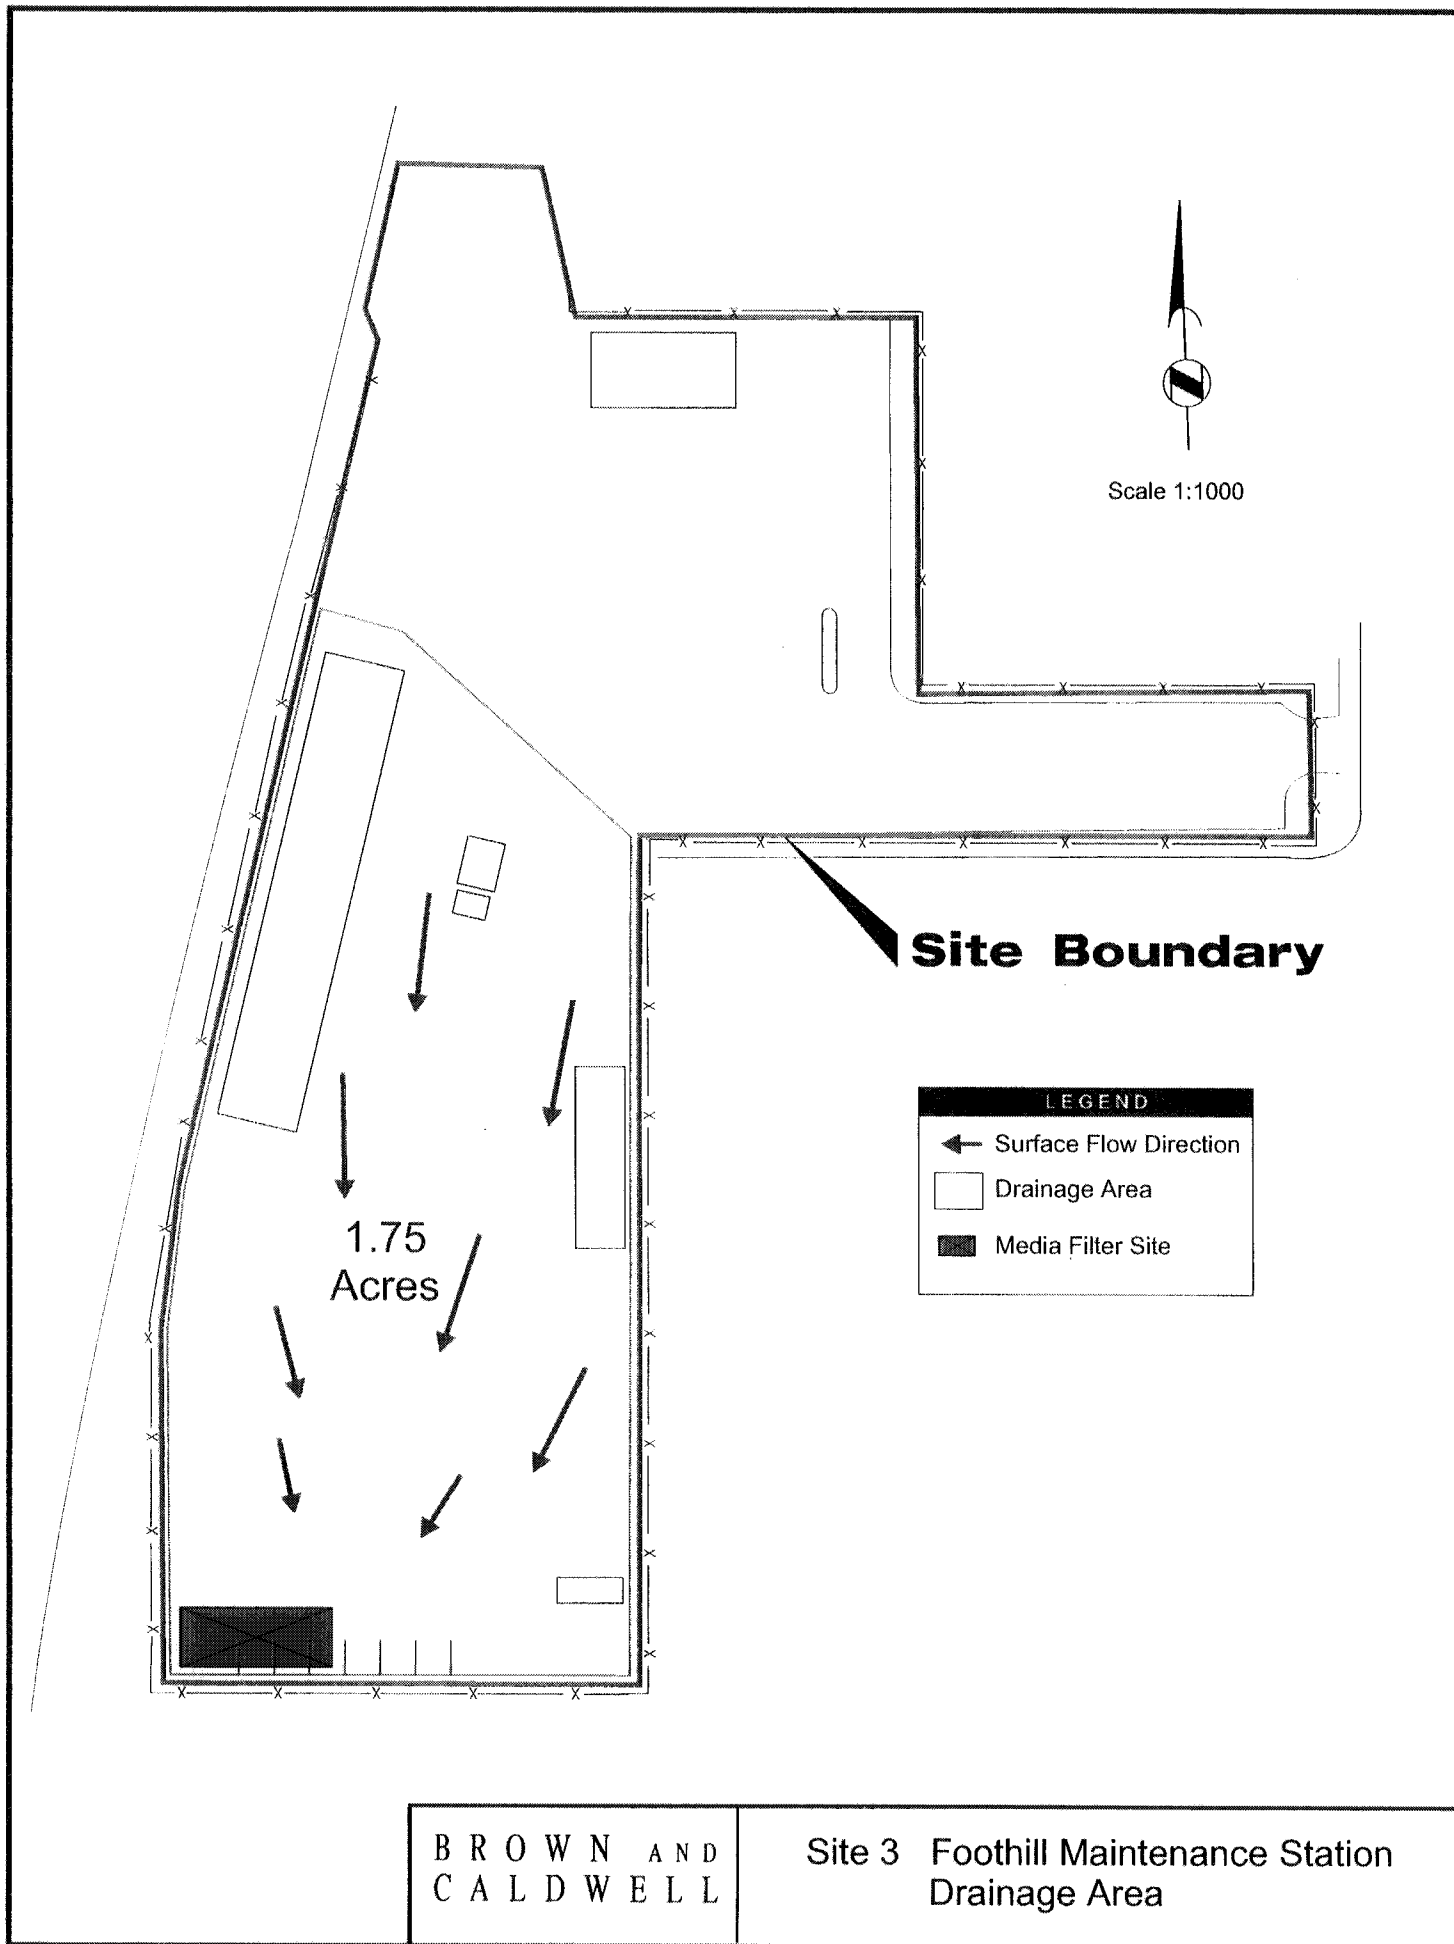 Scale 1:1000
Site Boundary
LEGEND
Surface Flow Direction
Drainage Area
Media Filter Site
1.75
Acres
BROWN AND
CALDWELL
Site 3 Foothill Maintenance Station
Drainage Area